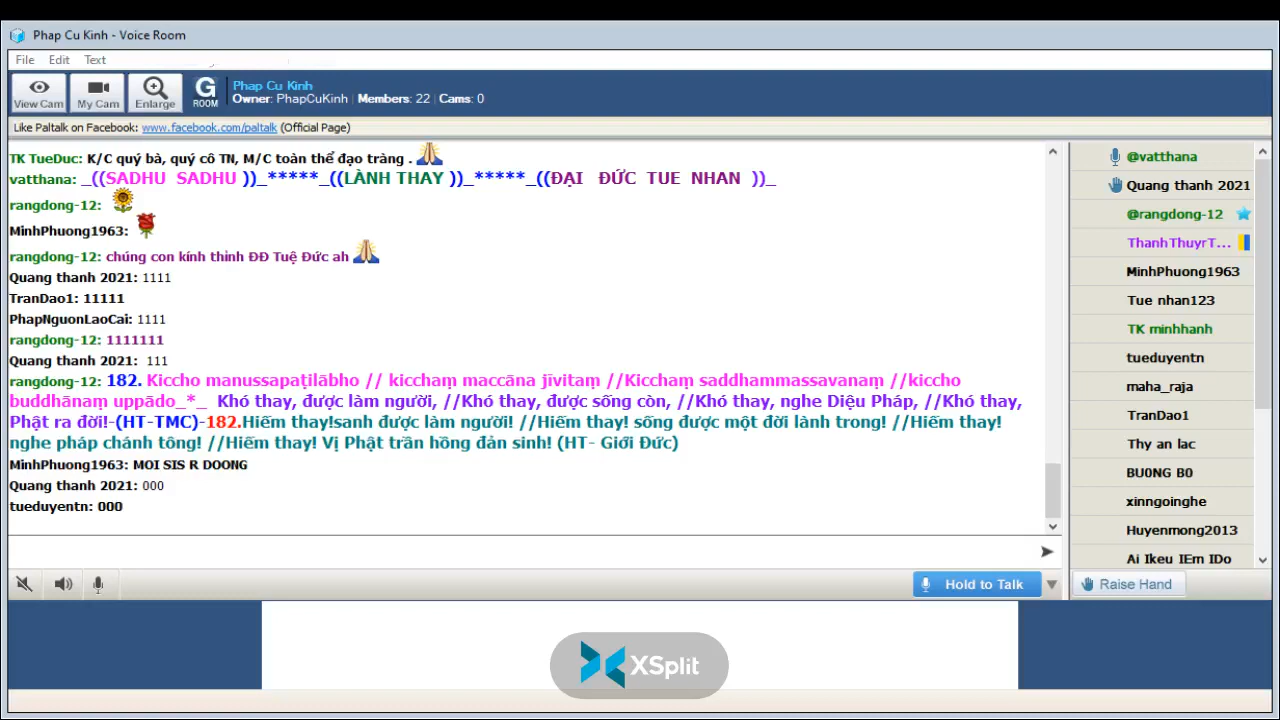 Phap Cu Kinh - Voice Room
File Edit Text
View Cam My Cam Enlarge G ROOM
Phap Cu Kinh
Owner: PhapCuKinh | Members: 22 | Cams: 0
Like Paltalk on Facebook: www.facebook.com/paltalk (Official Page)
TK TueDuc: K/C quý bà, quý cô TN, M/C toàn thể đạo tràng .
vatthana: _((SADHU SADHU ))_*****_((LÀNH THAY ))_*****_((ĐẠI ĐỨC TUE NHAN ))_
rangdong-12:
MinhPhuong1963:
rangdong-12: chúng con kính thỉnh ĐĐ Tuệ Đức ah
Quang thanh 2021: 1111
TranDao1: 11111
PhapNguonLaoCai: 1111
rangdong-12: 1111111
Quang thanh 2021: 111
rangdong-12: 182. Kiccho manussapaṭilābho // kicchaṃ maccāna jīvitaṃ //Kicchaṃ saddhammassavanaṃ //kiccho
buddhānaṃ uppādo_*_ Khó thay, được làm người, //Khó thay, được sống còn, //Khó thay, nghe Diệu Pháp, //Khó thay,
Phật ra đời!-(HT-TMC)-182.Hiếm thay!sanh được làm người! //Hiếm thay! sống được một đời lành trong! //Hiếm thay!
nghe pháp chánh tông! //Hiếm thay! Vị Phật trần hồng đản sinh! (HT- Giới Đức)
MinhPhuong1963: MOI SIS R DOONG
Quang thanh 2021: 000
tueduyentn: 000
Hold to Talk
@vatthana
Quang thanh 2021
@rangdong-12
ThanhThuyrT...
MinhPhuong1963
Tue nhan123
TK minhhanh
tueduyentn
maha_raja
TranDao1
Thy an lac
BU0NG B0
xinngoinghe
Huyenmong2013
Ai Ikeu IEm IDo
Raise Hand
XSplit